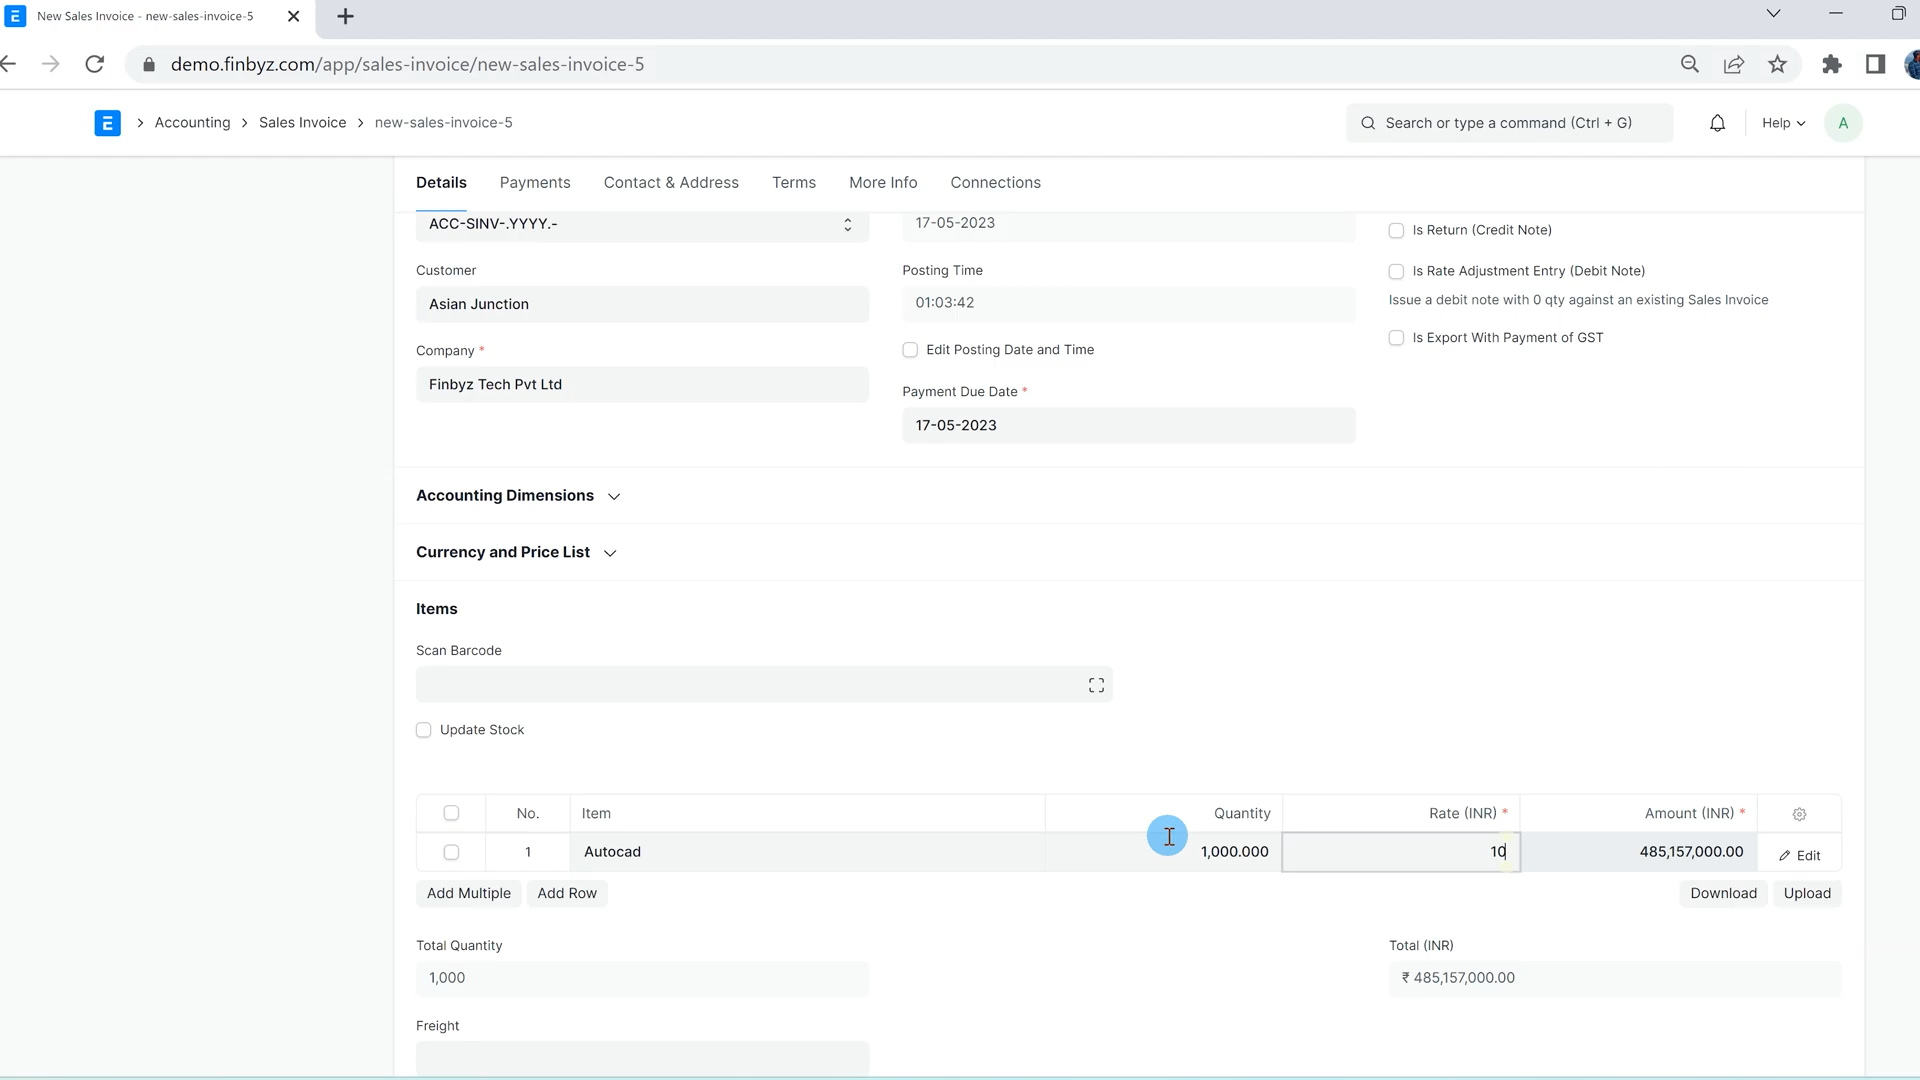 E New Sales Invoice - new-sales-invoice-5
demo.finbyz.com/app/sales-invoice/new-sales-invoice-5
E > Accounting > Sales Invoice > new-sales-invoice-5 Search or type a command (Ctrl + G) Help A
Details Payments Contact & Address Terms More Info Connections
ACC-SINV-.YYYY.- 17-05-2023 Is Return (Credit Note)
Customer Posting Time Is Rate Adjustment Entry (Debit Note)
Asian Junction 01:03:42 Issue a debit note with 0 qty against an existing Sales Invoice
Company * Edit Posting Date and Time Is Export With Payment of GST
Finbyz Tech Pvt Ltd Payment Due Date *
17-05-2023
Accounting Dimensions
Currency and Price List
Items
Scan Barcode
Update Stock
No. Item Quantity Rate (INR) * Amount (INR) *
1 Autocad 1,000.000 10 485,157,000.00 Edit
Add Multiple Add Row Download Upload
Total Quantity Total (INR)
1,000 ₹ 485,157,000.00
Freight